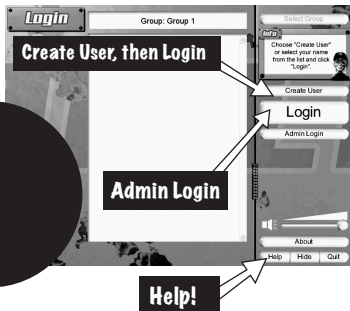 Login
Group: Group 1
Select Group
Info
Choose "Create User"
or select your name
from the list and click
"Login".
Create User, then Login
Create User
Login
Admin Login
Admin Login
About
Help
Hide
Quit
Help!